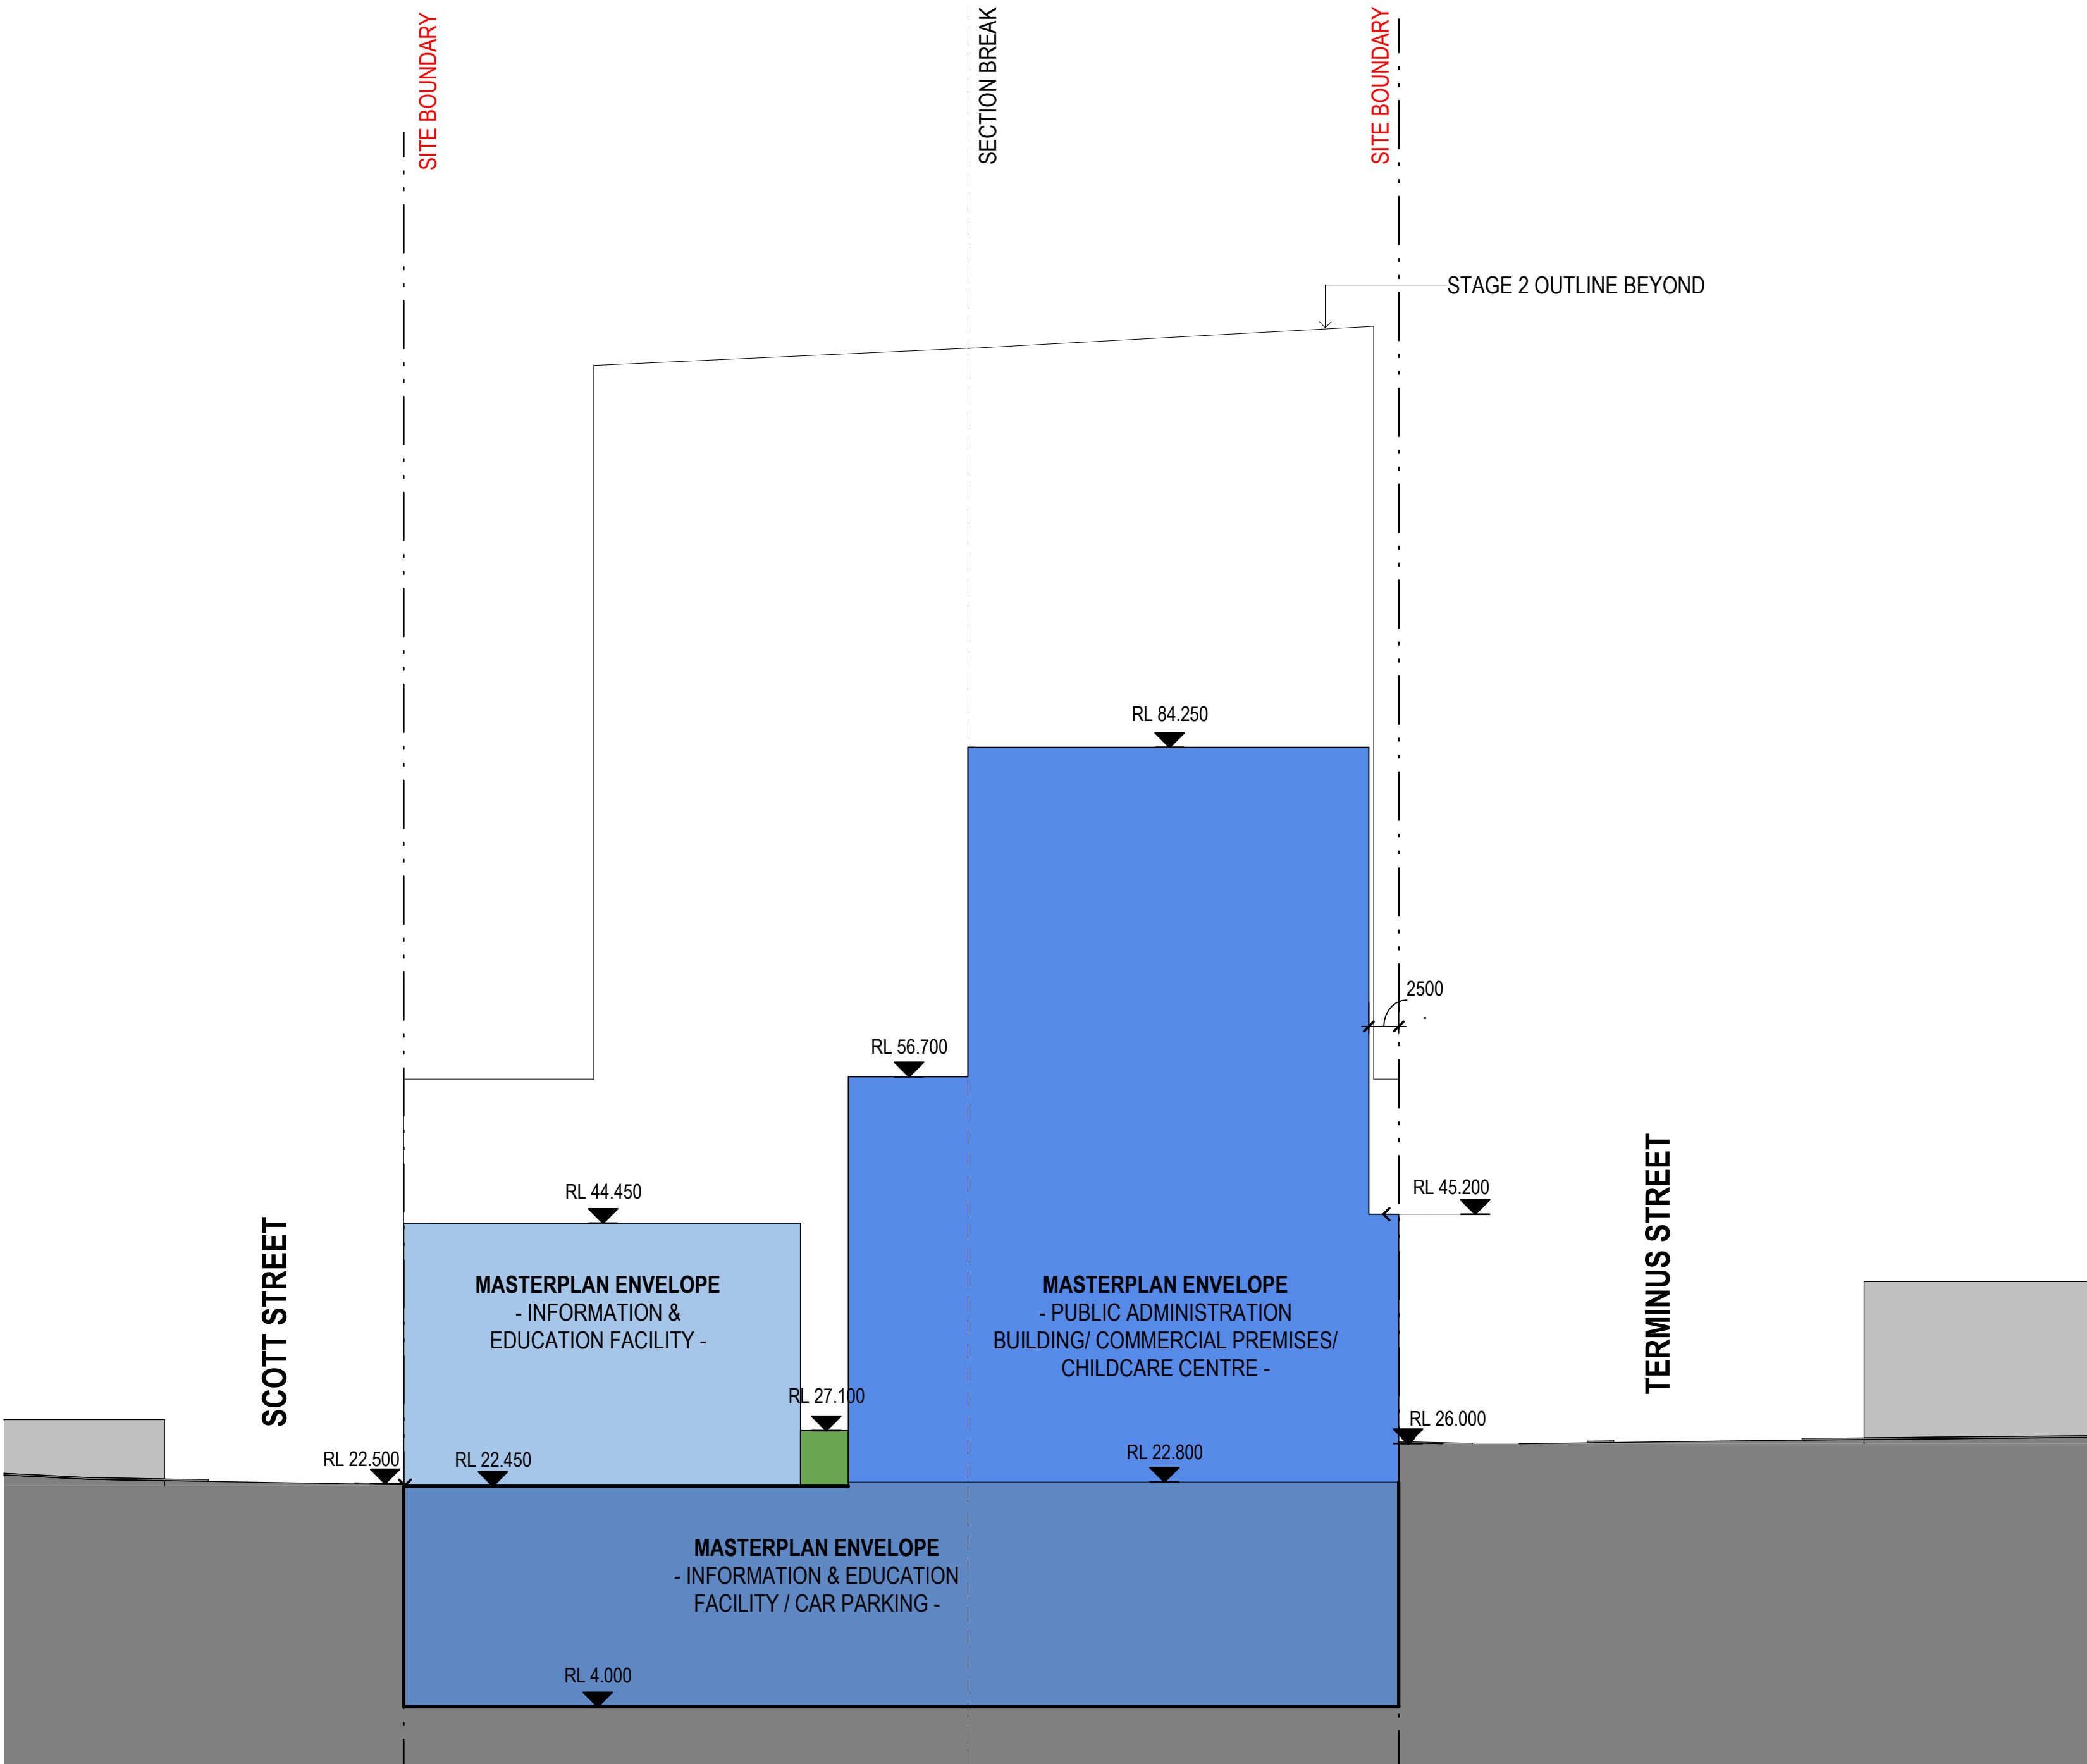 SITE BOUNDARY
SECTION BREAK
SITE BOUNDARY
STAGE 2 OUTLINE BEYOND
RL 84.250
2500
RL 56.700
RL 44.450
RL 45.200
SCOTT STREET
TERMINUS STREET
MASTERPLAN ENVELOPE
- INFORMATION &
EDUCATION FACILITY -
MASTERPLAN ENVELOPE
- PUBLIC ADMINISTRATION
BUILDING/ COMMERCIAL PREMISES/
CHILDCARE CENTRE -
RL 27.100
RL 26.000
RL 22.500
RL 22.450
RL 22.800
MASTERPLAN ENVELOPE
- INFORMATION & EDUCATION
FACILITY / CAR PARKING -
RL 4.000